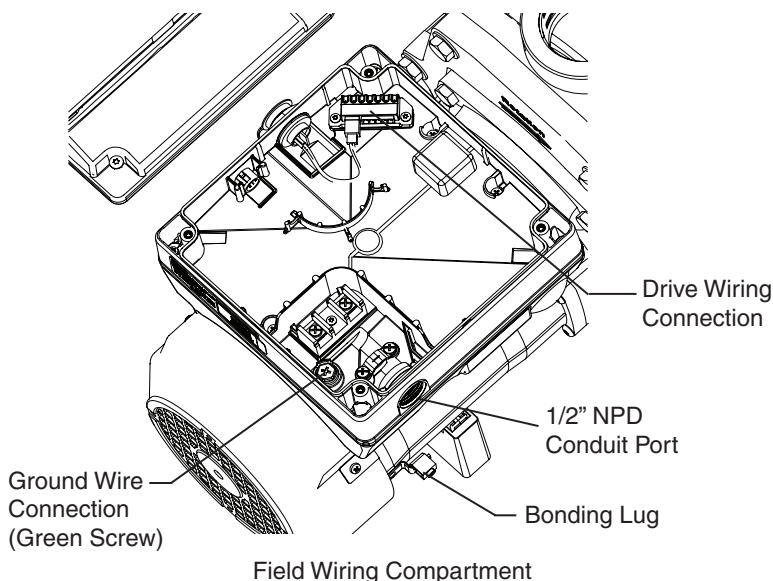 Drive Wiring
Connection
1/2” NPD
Conduit Port
Ground Wire
Connection
(Green Screw)
Bonding Lug
Field Wiring Compartment